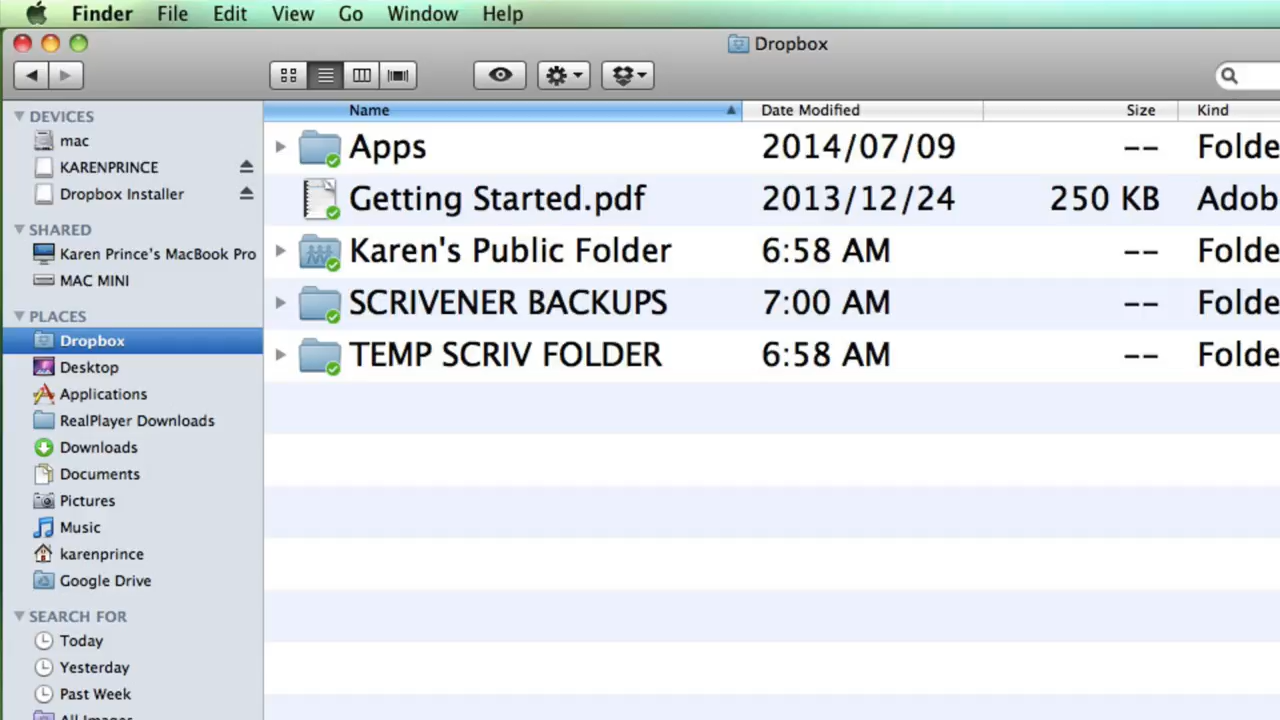 Finder File Edit View Go Window Help
Dropbox
Name Date Modified Size Kind
DEVICES
mac
KARENPRINCE
Dropbox Installer
SHARED
Karen Prince's MacBook Pro
MAC MINI
PLACES
Dropbox
Desktop
Applications
RealPlayer Downloads
Downloads
Documents
Pictures
Music
karenprince
Google Drive
SEARCH FOR
Today
Yesterday
Past Week
All Images
Apps 2014/07/09 -- Folde
Getting Started.pdf 2013/12/24 250 KB Adob
Karen's Public Folder 6:58 AM -- Folde
SCRIVENER BACKUPS 7:00 AM -- Folde
TEMP SCRIV FOLDER 6:58 AM -- Folde